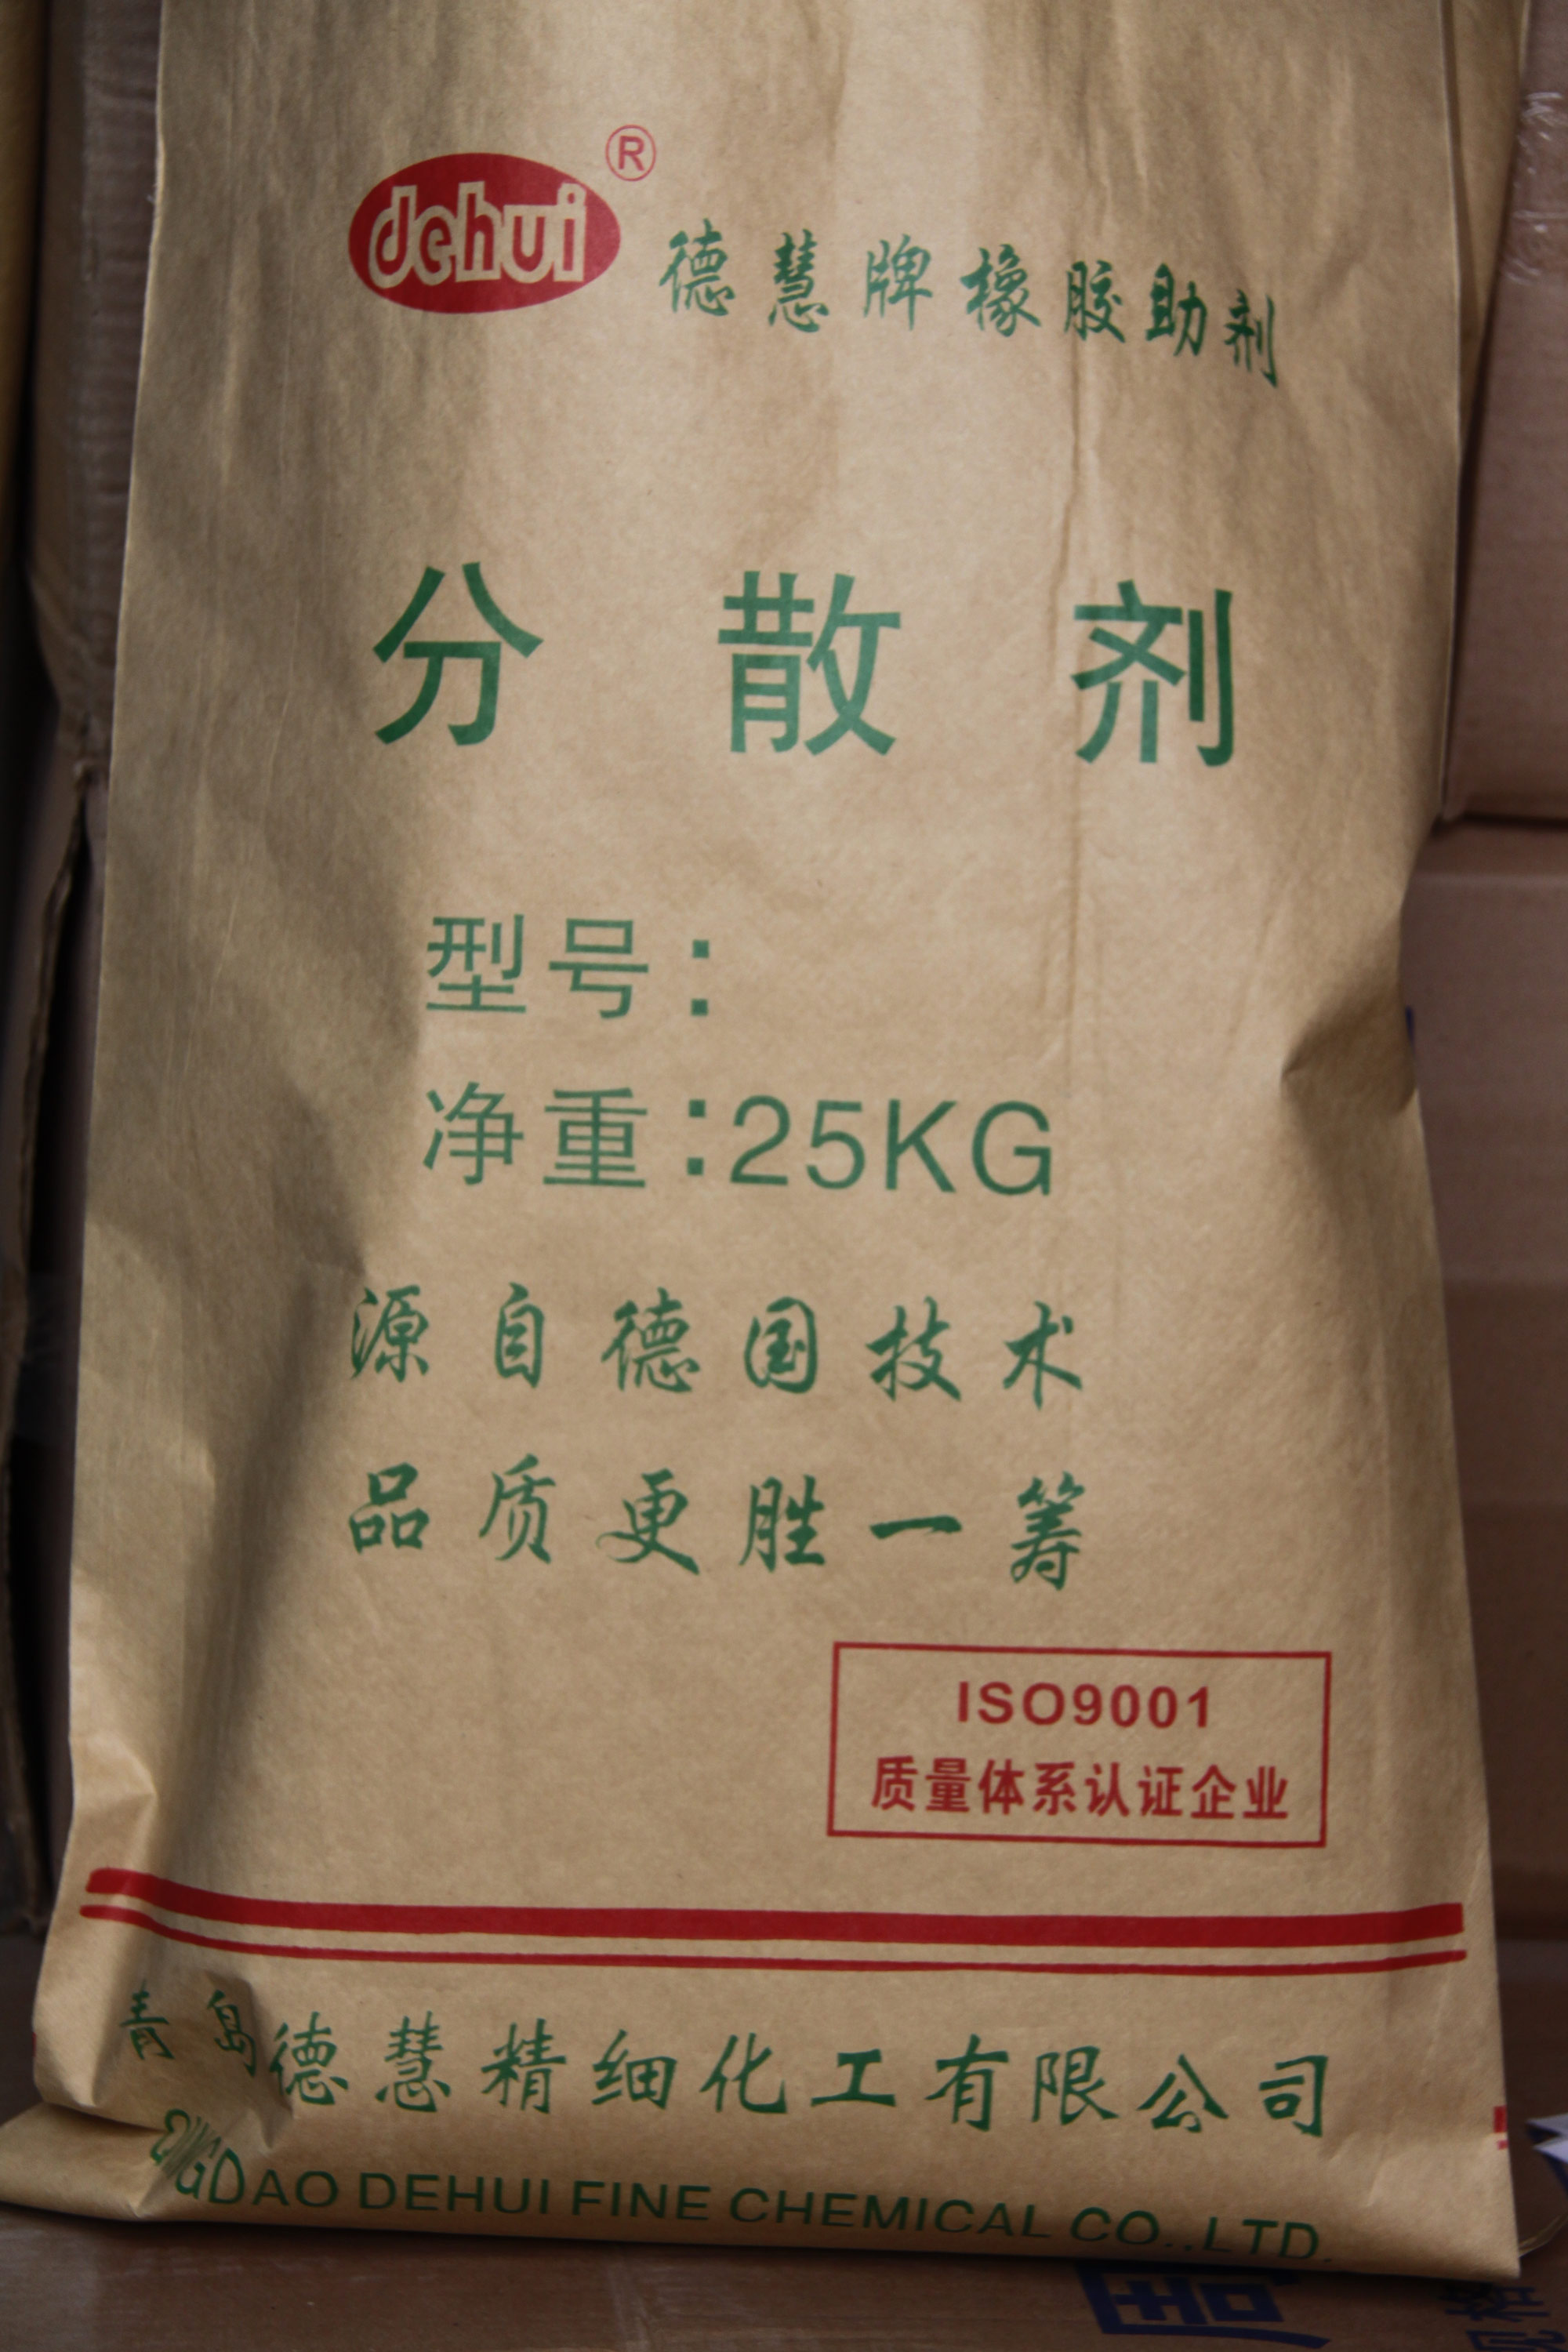 dehui ® 德慧牌橡胶助剂
分散剂
型号:
净重:25KG
源自德国技术
品质更胜一筹
ISO9001
质量体系认证企业
青岛德慧精细化工有限公司
QINGDAO DEHUI FINE CHEMICAL CO.,LTD.